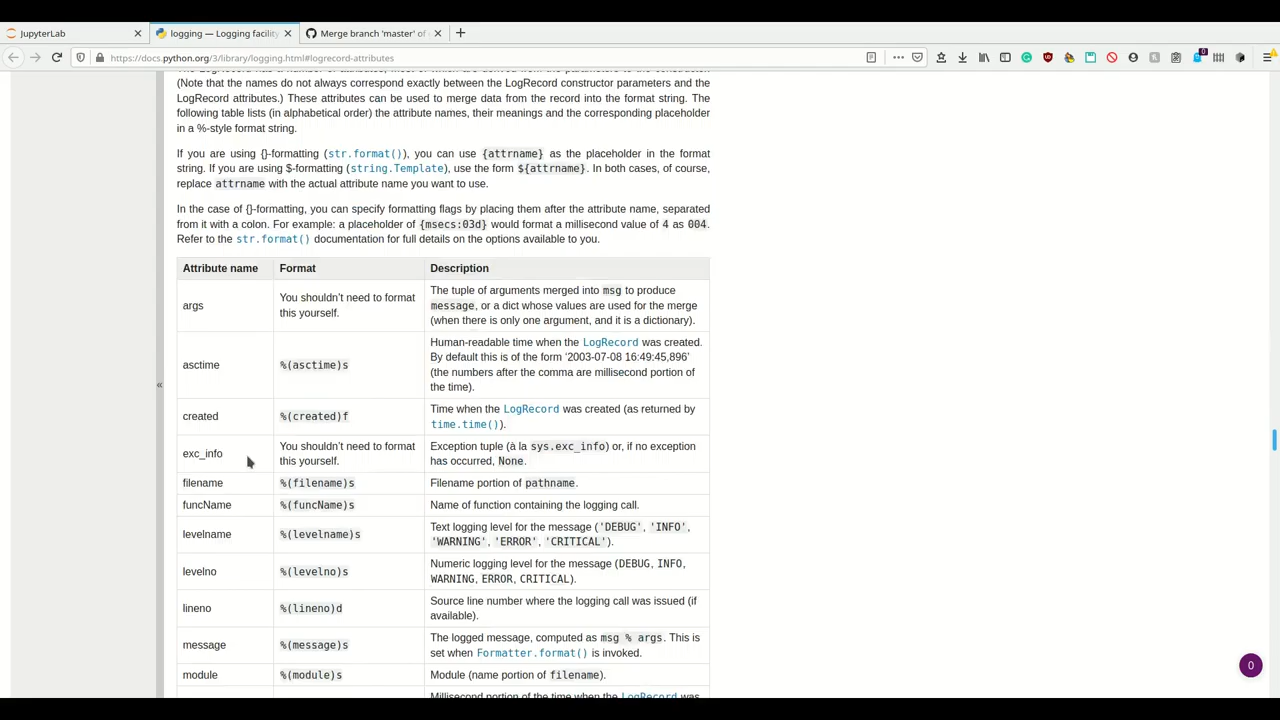 JupyterLab
logging — Logging facility
Merge branch 'master' of
https://docs.python.org/3/library/logging.html#logrecord-attributes
(Note that the names do not always correspond exactly between the LogRecord constructor parameters and the
LogRecord attributes.) These attributes can be used to merge data from the record into the format string. The
following table lists (in alphabetical order) the attribute names, their meanings and the corresponding placeholder
in a %-style format string.
If you are using {}-formatting (str.format()), you can use {attrname} as the placeholder in the format
string. If you are using $-formatting (string.Template), use the form ${attrname}. In both cases, of course,
replace attrname with the actual attribute name you want to use.
In the case of {}-formatting, you can specify formatting flags by placing them after the attribute name, separated
from it with a colon. For example: a placeholder of {msecs:03d} would format a millisecond value of 4 as 004.
Refer to the str.format() documentation for full details on the options available to you.
Attribute name Format Description
args You shouldn't need to format this yourself. The tuple of arguments merged into msg to produce
message, or a dict whose values are used for the merge
(when there is only one argument, and it is a dictionary).
asctime %(asctime)s Human-readable time when the LogRecord was created.
By default this is of the form ‘2003-07-08 16:49:45,896’
(the numbers after the comma are millisecond portion of
the time).
created %(created)f Time when the LogRecord was created (as returned by
time.time()).
exc_info You shouldn't need to format this yourself. Exception tuple (à la sys.exc_info) or, if no exception
has occurred, None.
filename %(filename)s Filename portion of pathname.
funcName %(funcName)s Name of function containing the logging call.
levelname %(levelname)s Text logging level for the message ('DEBUG', 'INFO',
'WARNING', 'ERROR', 'CRITICAL').
levelno %(levelno)s Numeric logging level for the message (DEBUG, INFO,
WARNING, ERROR, CRITICAL).
lineno %(lineno)d Source line number where the logging call was issued (if
available).
message %(message)s The logged message, computed as msg % args. This is
set when Formatter.format() is invoked.
module %(module)s Module (name portion of filename).
Millisecond portion of the time when the LogRecord was
0
0